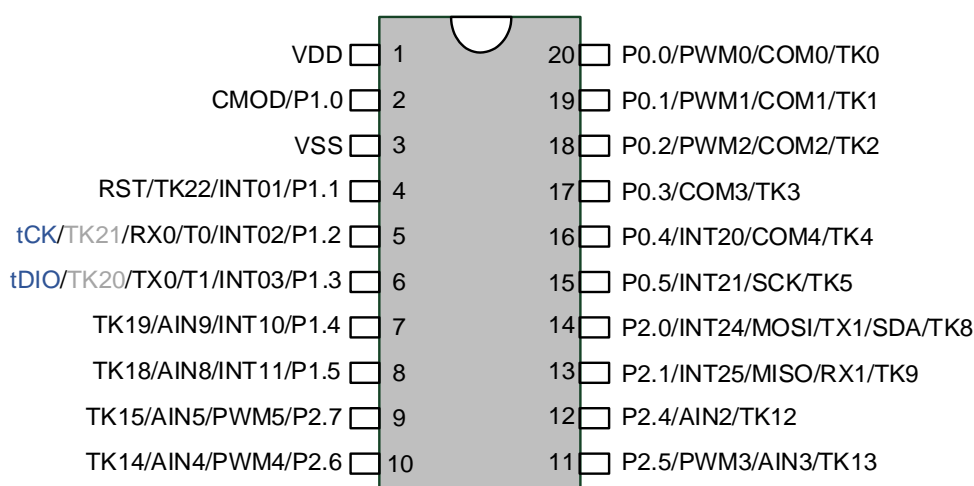 VDD 1 20 P0.0/PWM0/COM0/TK0
CMOD/P1.0 2 19 P0.1/PWM1/COM1/TK1
VSS 3 18 P0.2/PWM2/COM2/TK2
RST/TK22/INT01/P1.1 4 17 P0.3/COM3/TK3
tCK/TK21/RX0/T0/INT02/P1.2 5 16 P0.4/INT20/COM4/TK4
tDIO/TK20/TX0/T1/INT03/P1.3 6 15 P0.5/INT21/SCK/TK5
TK19/AIN9/INT10/P1.4 7 14 P2.0/INT24/MOSI/TX1/SDA/TK8
TK18/AIN8/INT11/P1.5 8 13 P2.1/INT25/MISO/RX1/TK9
TK15/AIN5/PWM5/P2.7 9 12 P2.4/AIN2/TK12
TK14/AIN4/PWM4/P2.6 10 11 P2.5/PWM3/AIN3/TK13